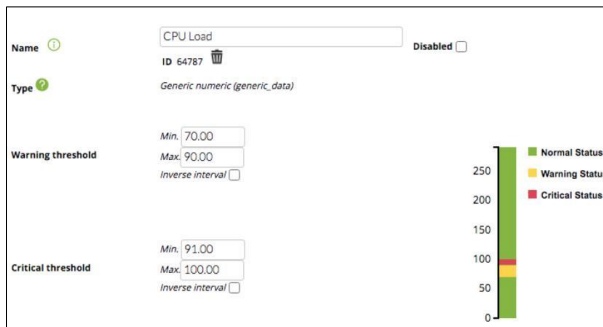 Name
CPU Load
Disabled
ID 64787
Type
Generic numeric (generic_data)
Warning threshold
Min. 70.00
Max. 90.00
Inverse interval
Critical threshold
Min. 91.00
Max. 100.00
Inverse interval
250
200
150
100
50
0
Normal Status
Warning Statu
Critical Status